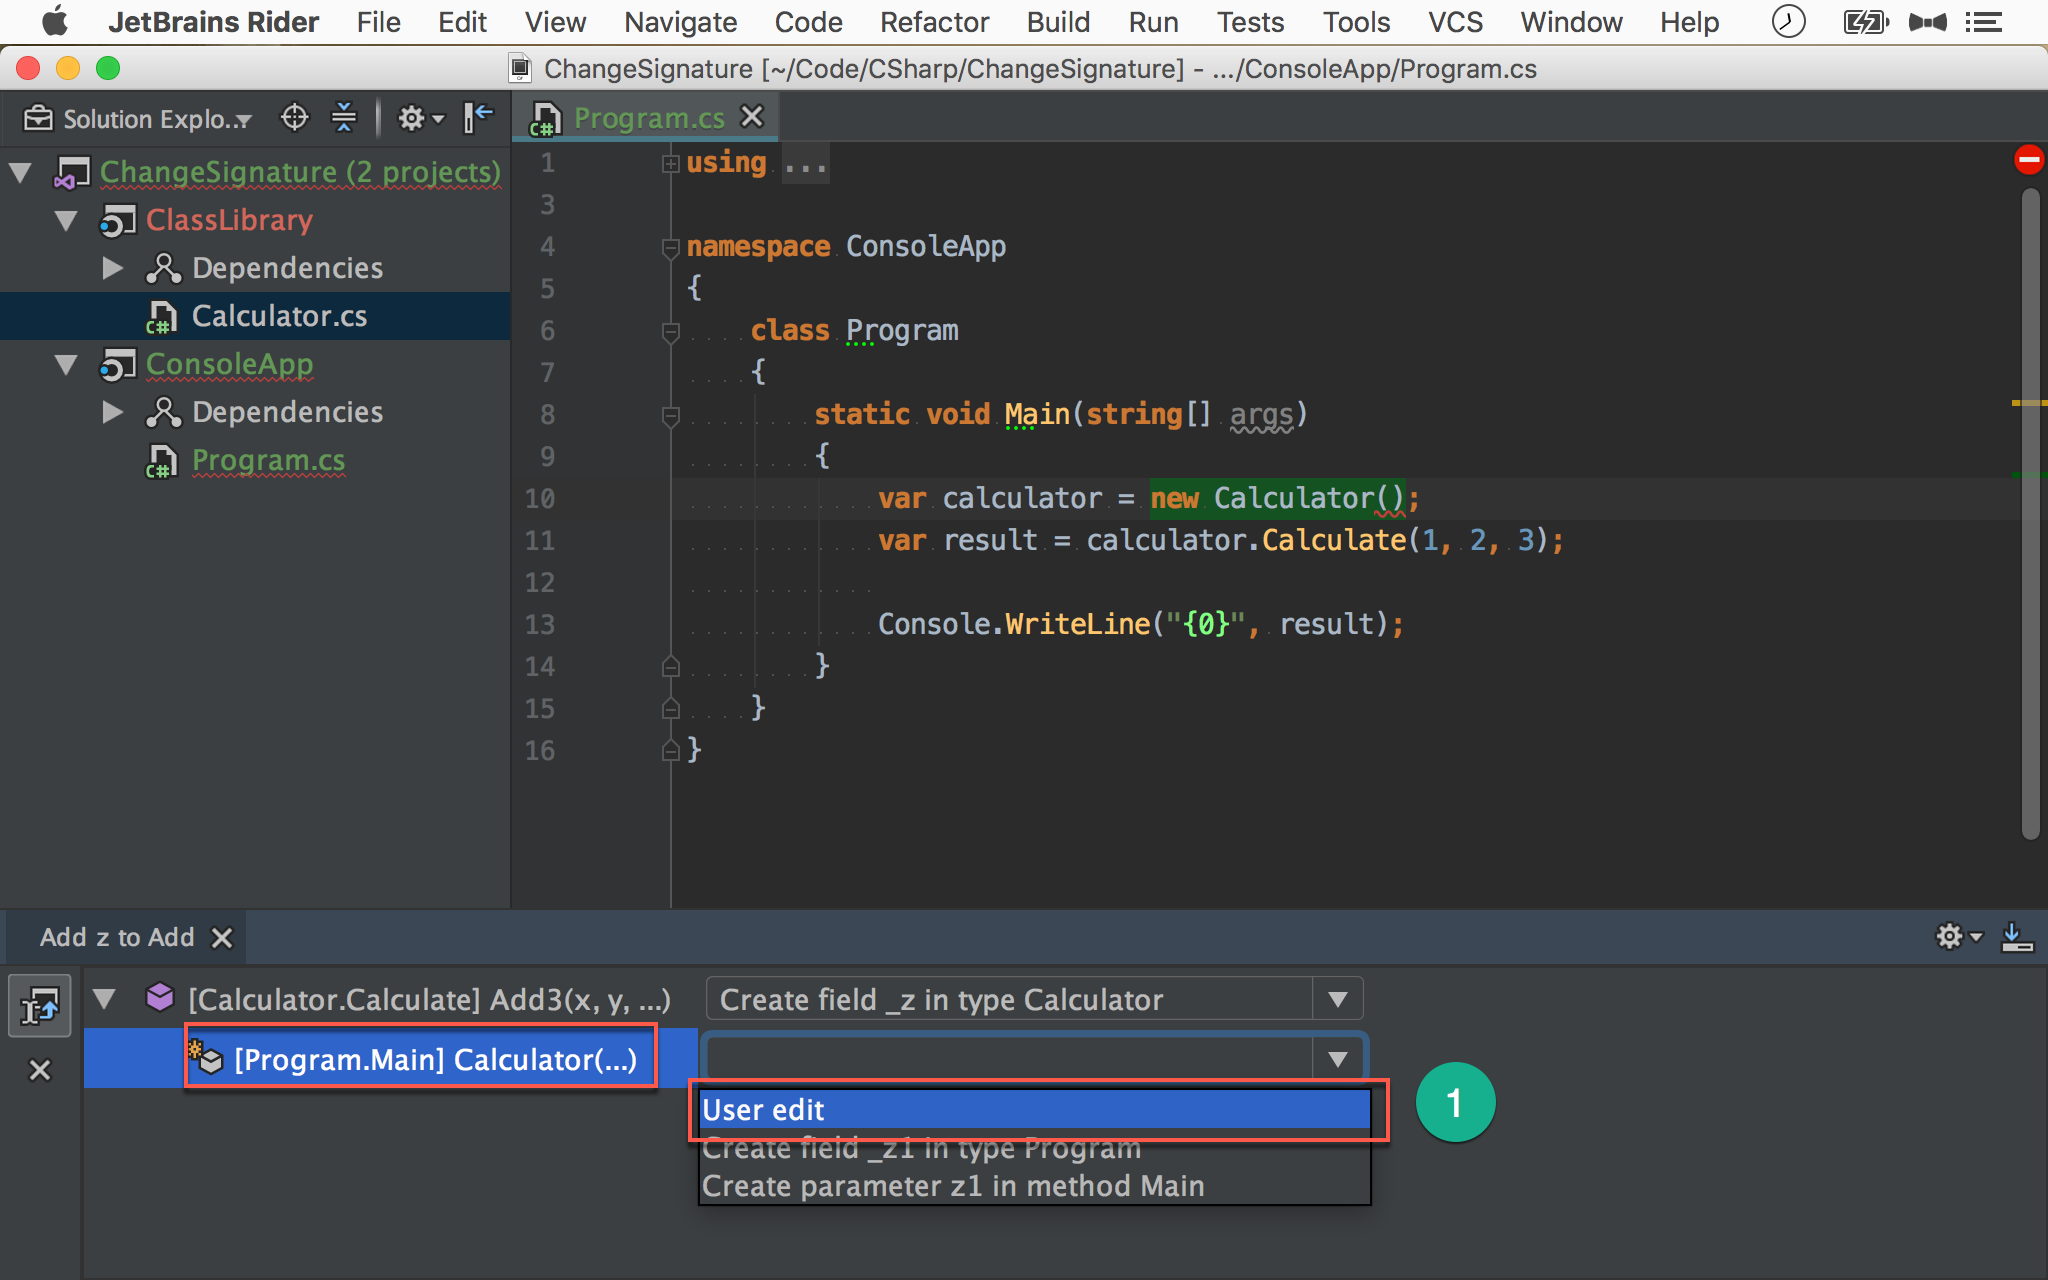 JetBrains Rider File Edit View Navigate Code Refactor Build Run Tests Tools VCS Window Help
ChangeSignature [~/Code/CSharp/ChangeSignature] - .../ConsoleApp/Program.cs
Solution Explo...
Program.cs
ChangeSignature (2 projects)
ClassLibrary
Dependencies
C# Calculator.cs
ConsoleApp
Dependencies
C# Program.cs
1 using ...
3
4 namespace ConsoleApp
5 {
6 class Program
7 {
8 static void Main(string[] args)
9 {
10 var calculator = new Calculator();
11 var result = calculator.Calculate(1, 2, 3);
12
13 Console.WriteLine("{0}", result);
14 }
15 }
16 }
Add z to Add
[Calculator.Calculate] Add3(x, y, ...) Create field _z in type Calculator
[Program.Main] Calculator(...)
User edit
1
Create field _z1 in type Program
Create parameter z1 in method Main